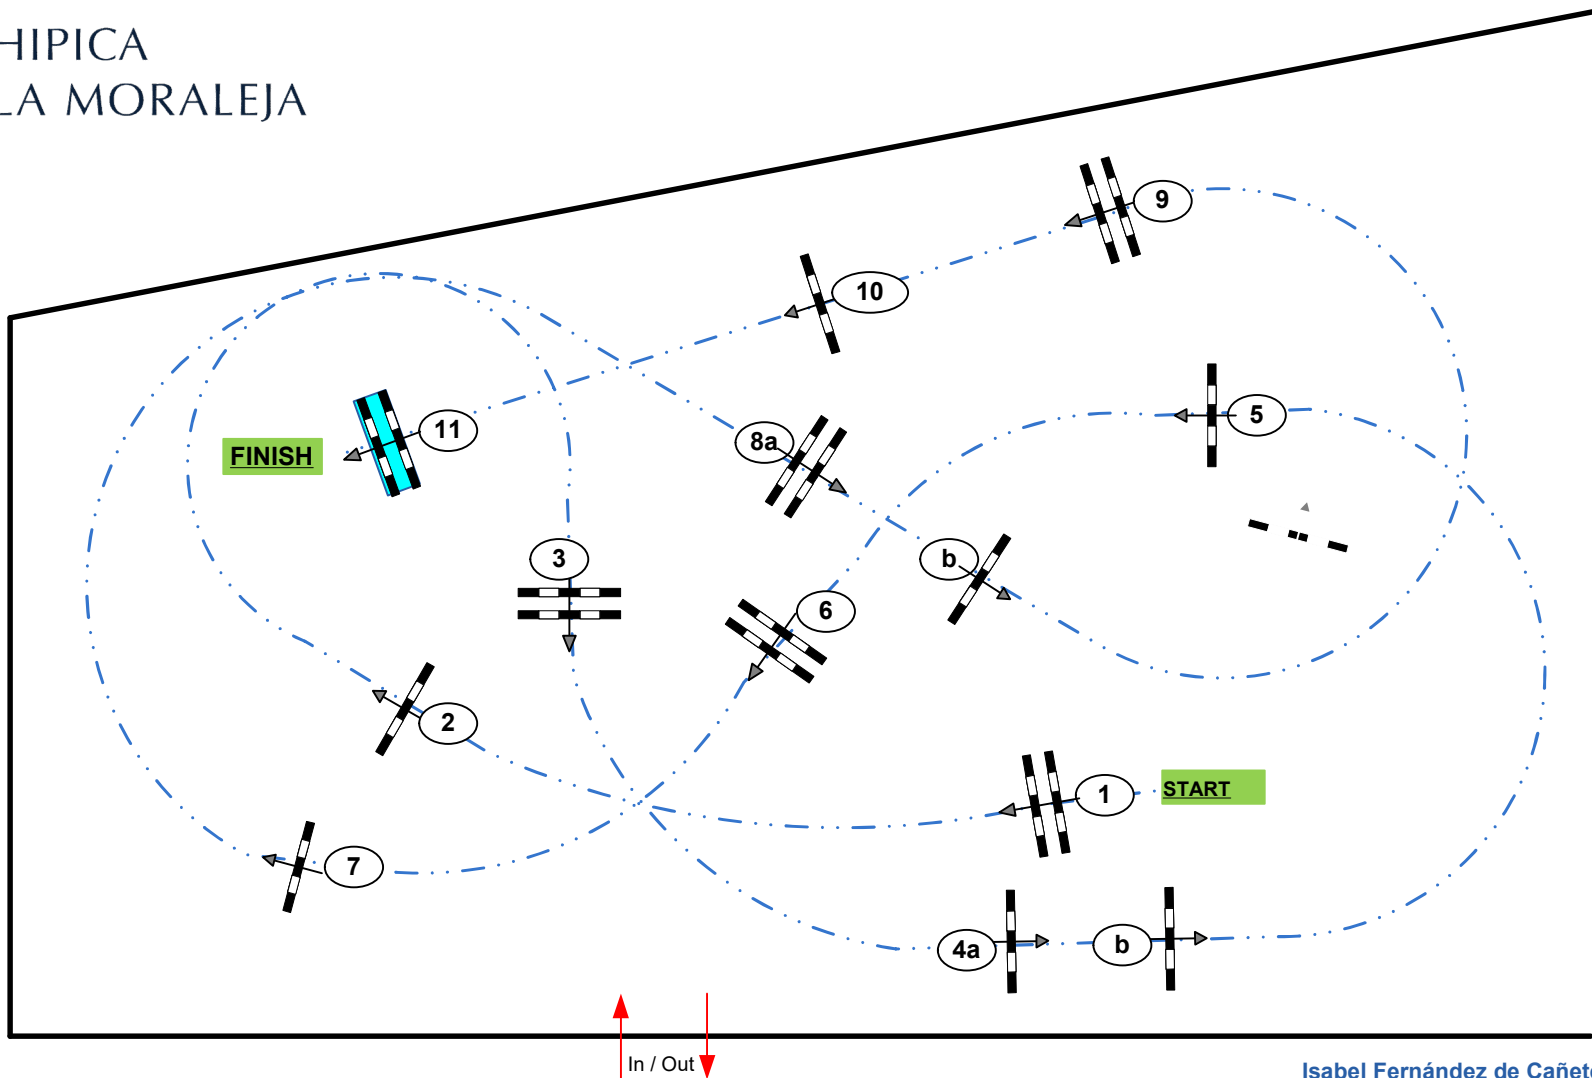 HIPICA
LA MORALEJA
9
10
5
11
FINISH
8a
3
b
6
2
1
START
7
4a
b
In / Out
Isabel Fernández de Cañete